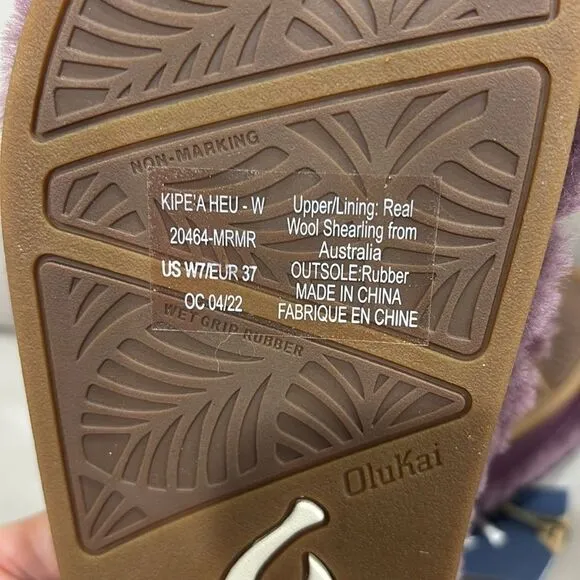 NON-MARKING
KIPE'A HEU - W
20464-MRMR
US W7/EUR 37
OC 04/22
Upper/Lining: Real
Wool Shearling from
Australia
OUTSOLE:Rubber
MADE IN CHINA
FABRIQUE EN CHINE
WET GRIP RUBBER
OluKai